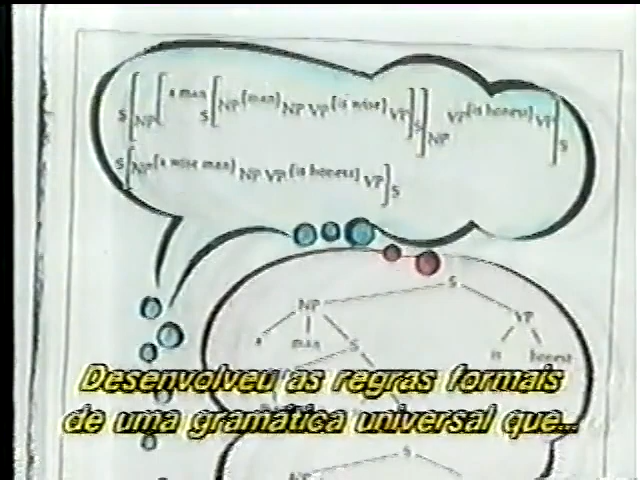 S[NP[a man S[NP(man)NP VP(is wise)VP]S]NP VP(is honest)VP]S
S[NP(a wise man)NP VP(is honest)VP]S
S
NP VP
a man S is honest
Desenvolveu as regras formais
de uma gramática universal que...
S
NP